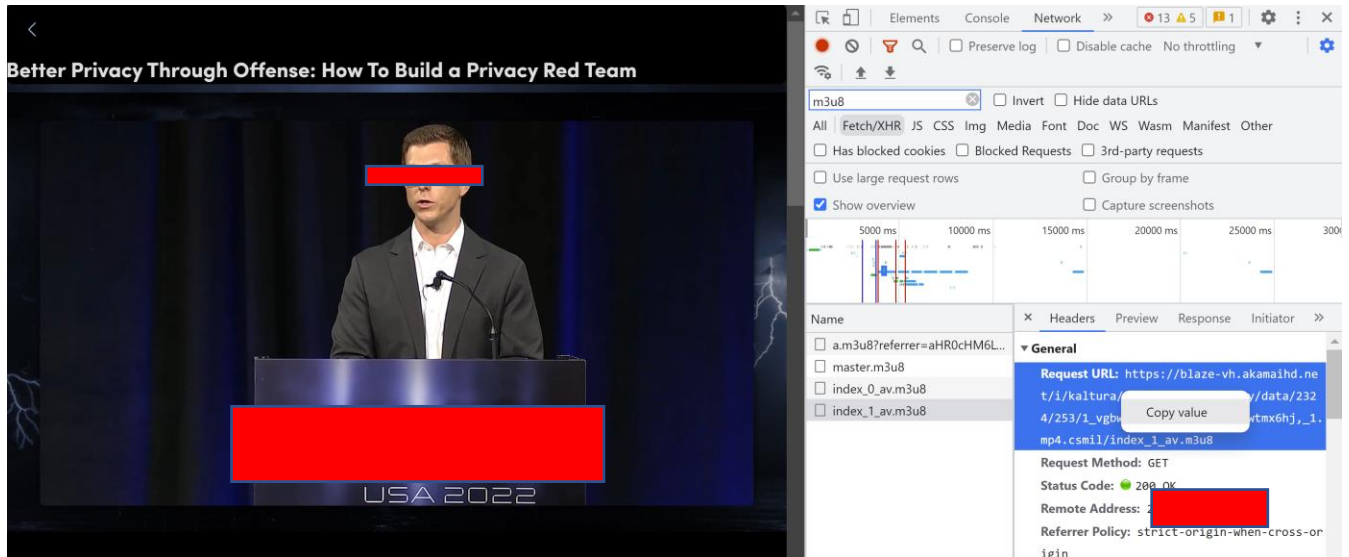 Better Privacy Through Offense: How To Build a Privacy Red Team
USA 2022
Elements Console Network » 13 5 1
Preserve log Disable cache No throttling
m3u8 Invert Hide data URLs
All Fetch/XHR JS CSS Img Media Font Doc WS Wasm Manifest Other
Has blocked cookies Blocked Requests 3rd-party requests
Use large request rows Group by frame
Show overview Capture screenshots
5000 ms 10000 ms 15000 ms 20000 ms 25000 ms
Name
a.m3u8?referrer=aHR0cHM6L...
master.m3u8
index_0_av.m3u8
index_1_av.m3u8
× Headers Preview Response Initiator »
General
Request URL: https://blaze-vh.akamaihd.ne
t/i/kaltura/ y/data/232
4/253/1_vgbw wtmx6hj,_1.
mp4.csmil/index_1_av.m3u8
Copy value
Request Method: GET
Status Code: 200 OK
Remote Address:
Referrer Policy: strict-origin-when-cross-or
igin